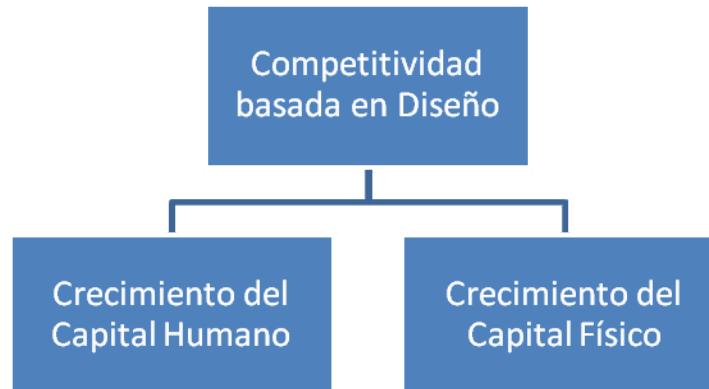 Competitividad
basada en Diseño
Crecimiento del
Capital Humano
Crecimiento del
Capital Físico